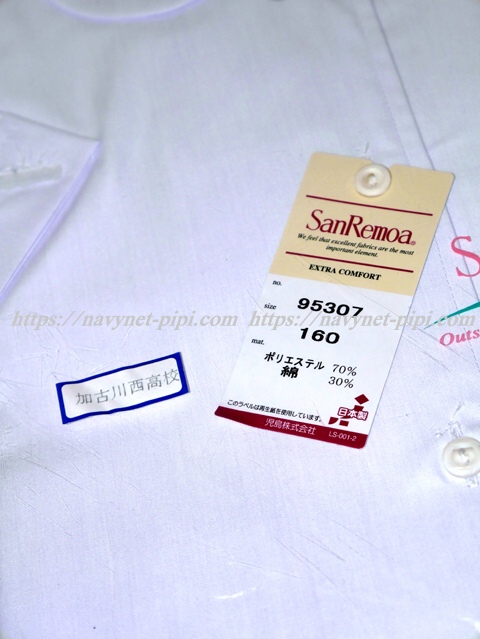 SanRemoa®
We feel that excellent fabrics are the most
important element.
EXTRA COMFORT
no.
95307
size
160
mat.
ポリエステル 70%
綿 30%
このラベルは再生紙を使用しています。
日本製
児島株式会社 LS-001-2
加古川西高校
S
Outs
https://navynet-pipi.com https://navynet-pipi.com